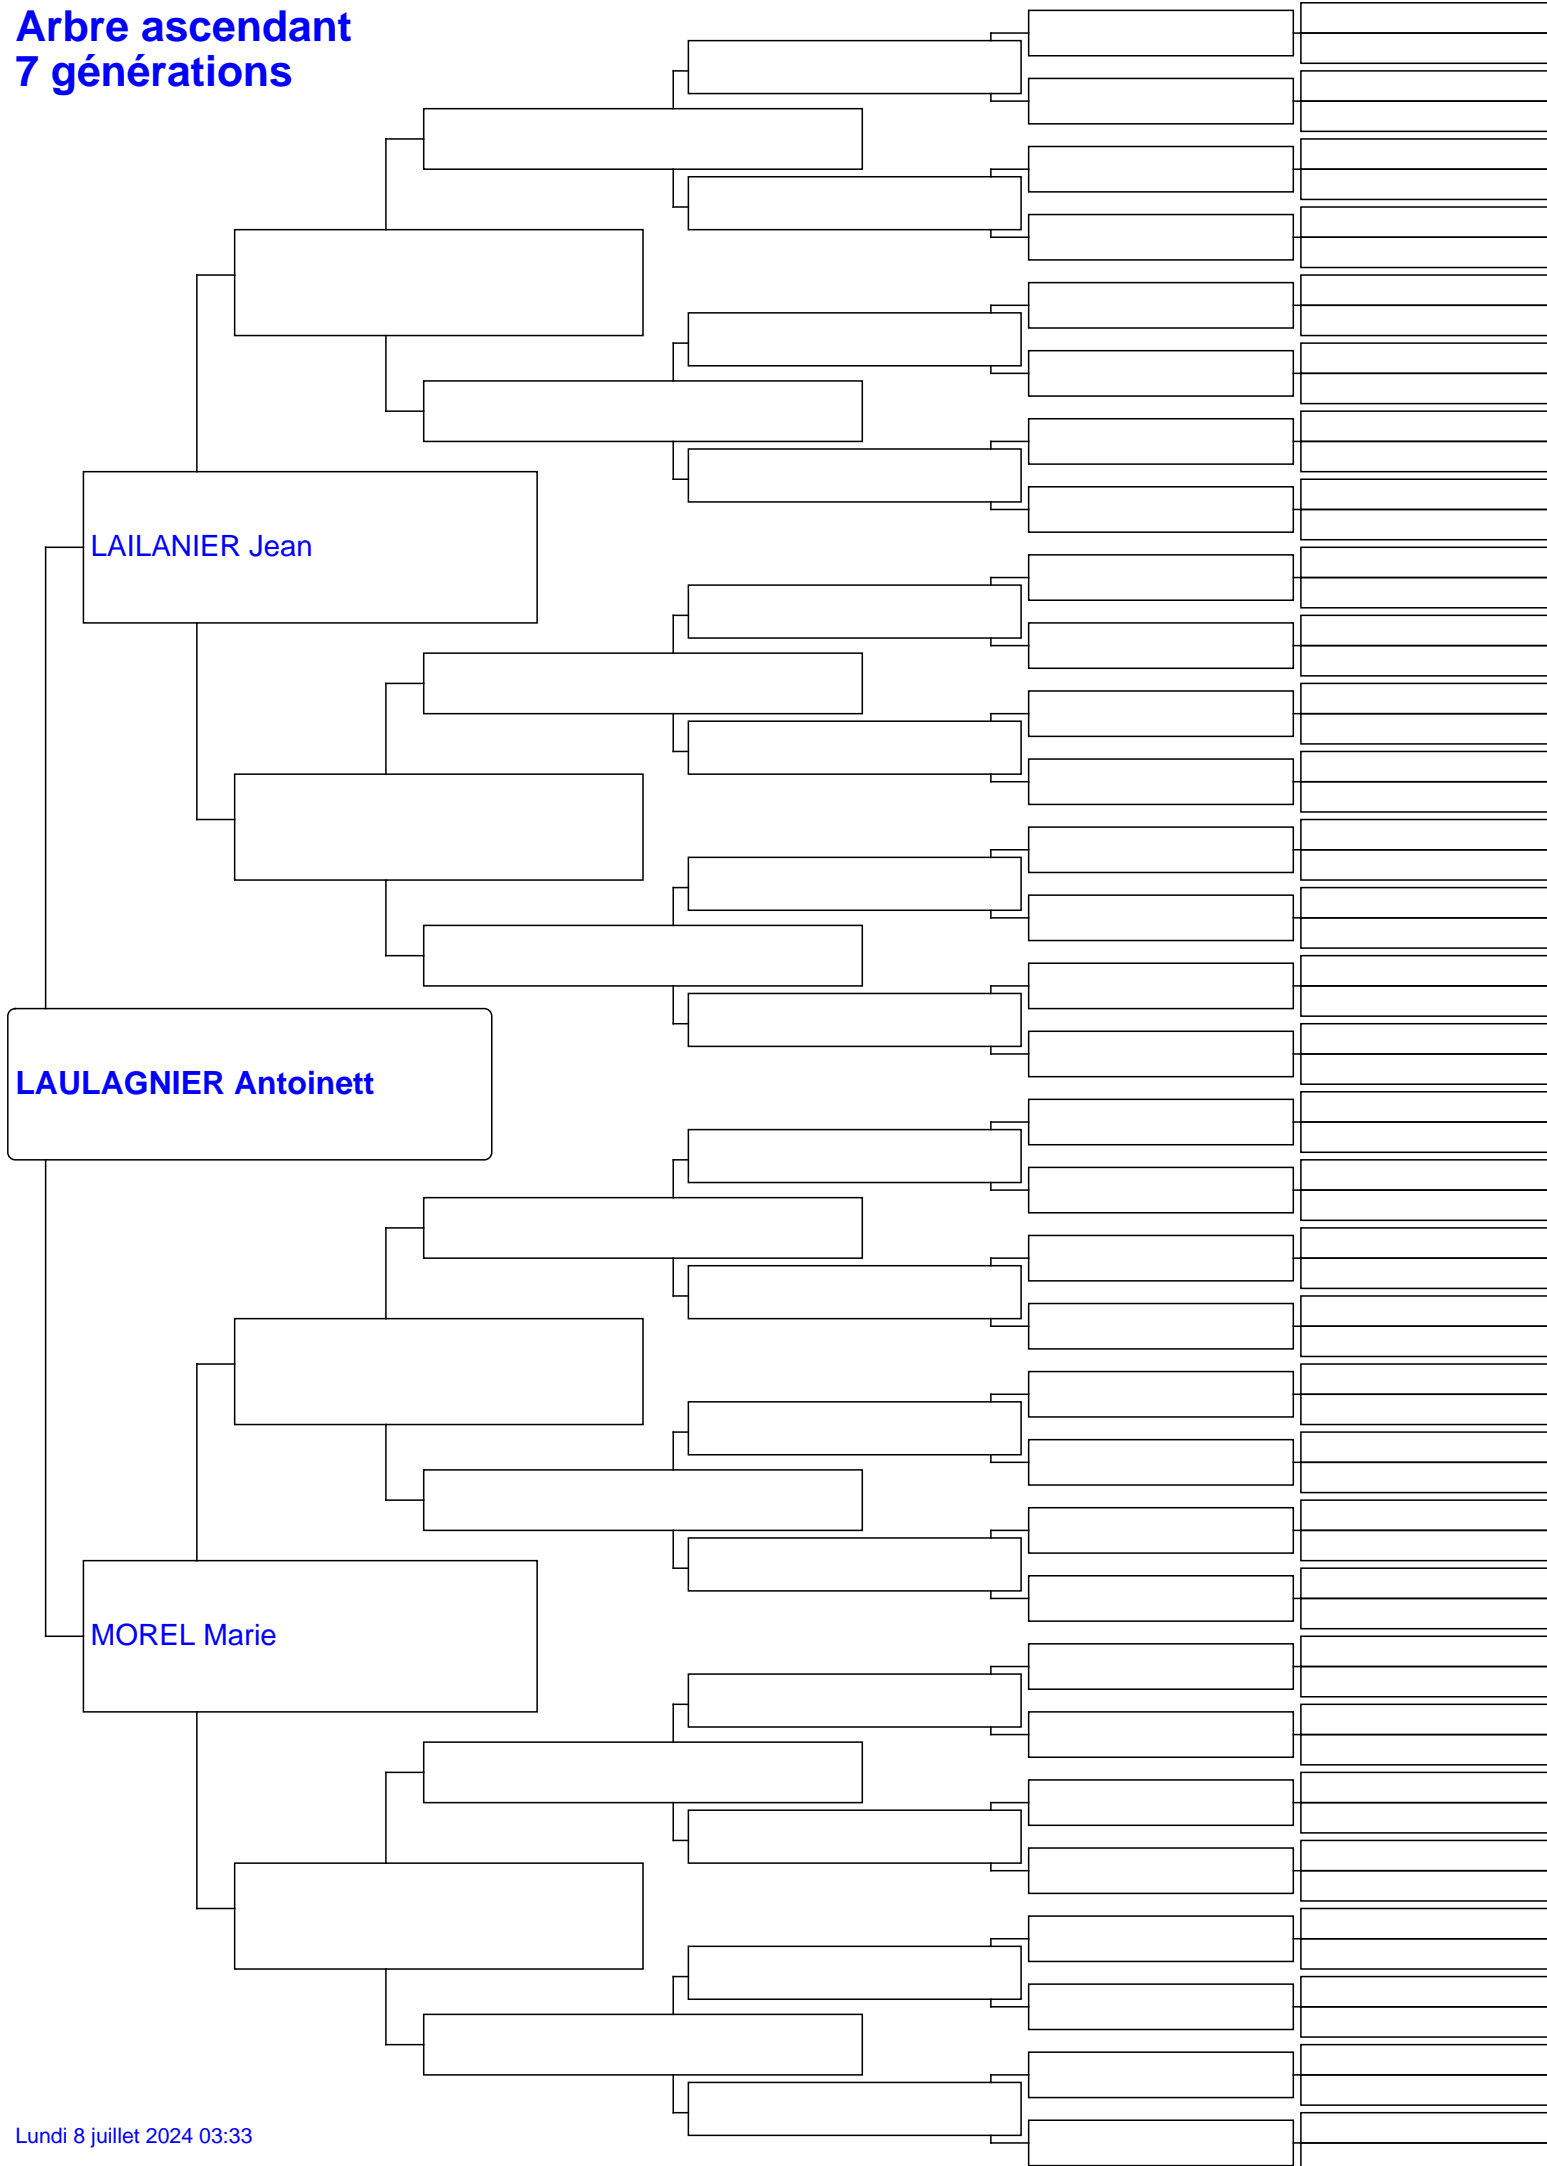 Arbre ascendant
7 générations
LAILANIER Jean
LAULAGNIER Antoinett
MOREL Marie
Lundi 8 juillet 2024 03:33